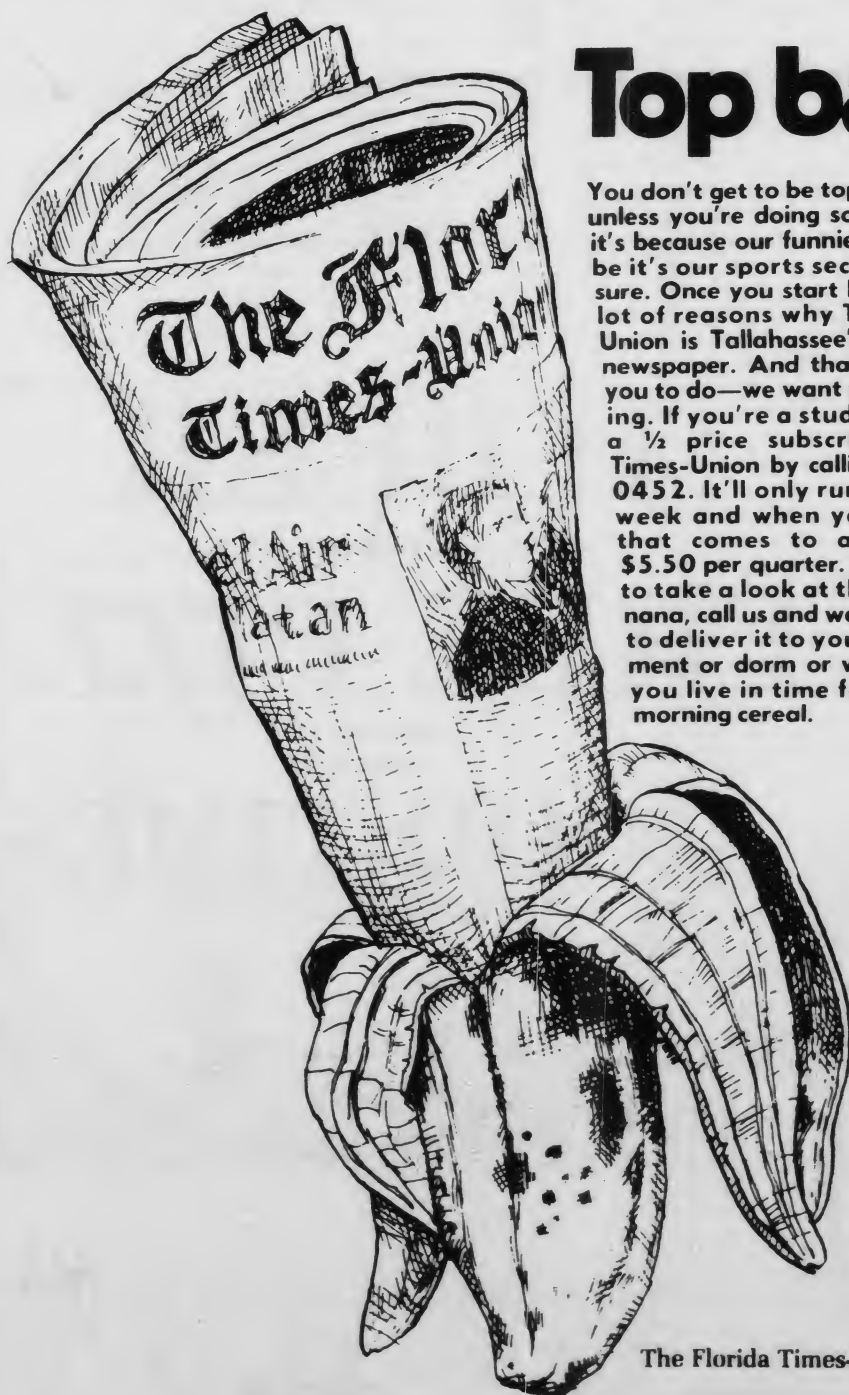 Top b
You don't get to be top
unless you're doing so
it's because our funnie
be it's our sports sec
sure. Once you start l
lot of reasons why T
Union is Tallahassee'
newspaper. And tha
you to do—we want
ing. If you're a stud
a ½ price subscr
Times-Union by calli
0452. It'll only run
week and when yo
that comes to a
$5.50 per quarter.
to take a look at th
nana, call us and we
to deliver it to you
ment or dorm or w
you live in time f
morning cereal.
The Flor
Times-Unio
el Air
latan
The Florida Times-